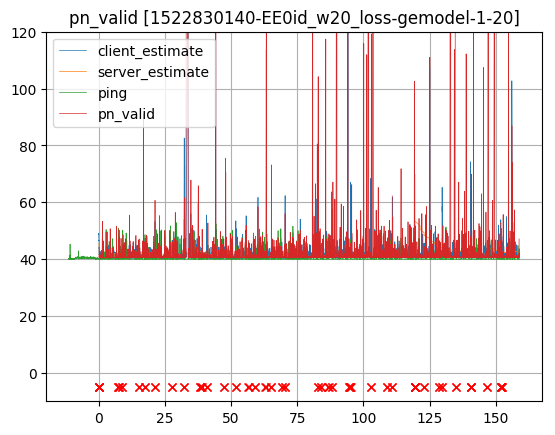 pn_valid [1522830140-EE0id_w20_loss-gemodel-1-20]
client_estimate
server_estimate
ping
pn_valid
120
100
80
60
40
20
0
0 25 50 75 100 125 150